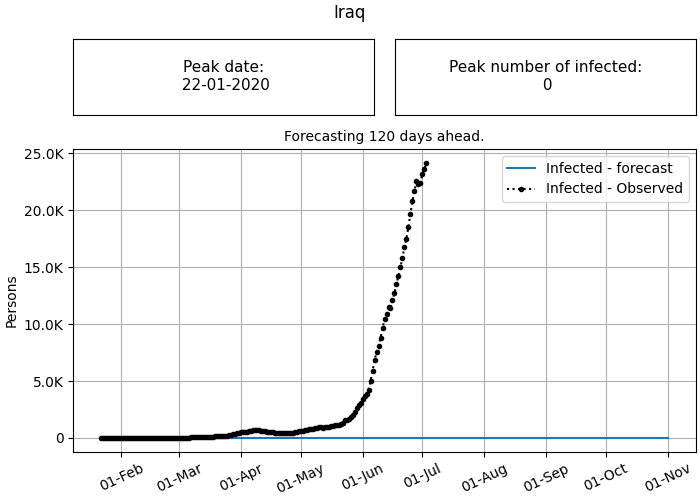 Iraq
Peak date:
22-01-2020
Peak number of infected:
0
Forecasting 120 days ahead.
Infected - forecast
Infected - Observed
25.0K
20.0K
15.0K
10.0K
5.0K
0
Persons
01-Feb
01-Mar
01-Apr
01-May
01-Jun
01-Jul
01-Aug
01-Sep
01-Oct
01-Nov